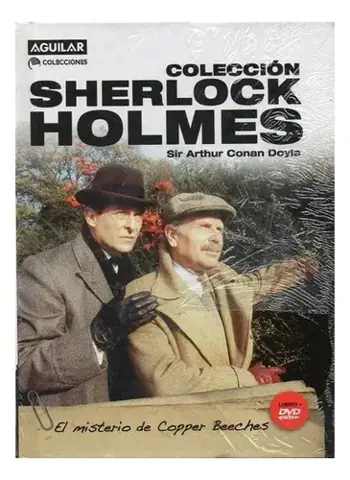 AGUILAR
COLECCIONES
COLECCIÓN
SHERLOCK
HOLMES
Sir Arthur Conan Doyle
LIBRO +
DVD
El misterio de Copper Beeches